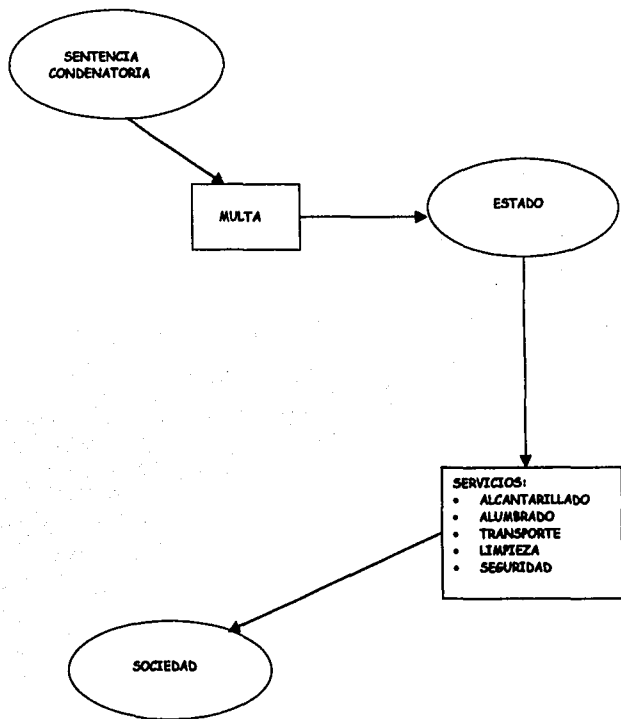 SENTENCIA
CONDENATORIA
MULTA
ESTADO
SERVICIOS:
• ALCANTARILLADO
• ALUMBRADO
• TRANSPORTE
• LIMPIEZA
• SEGURIDAD
SOCIEDAD